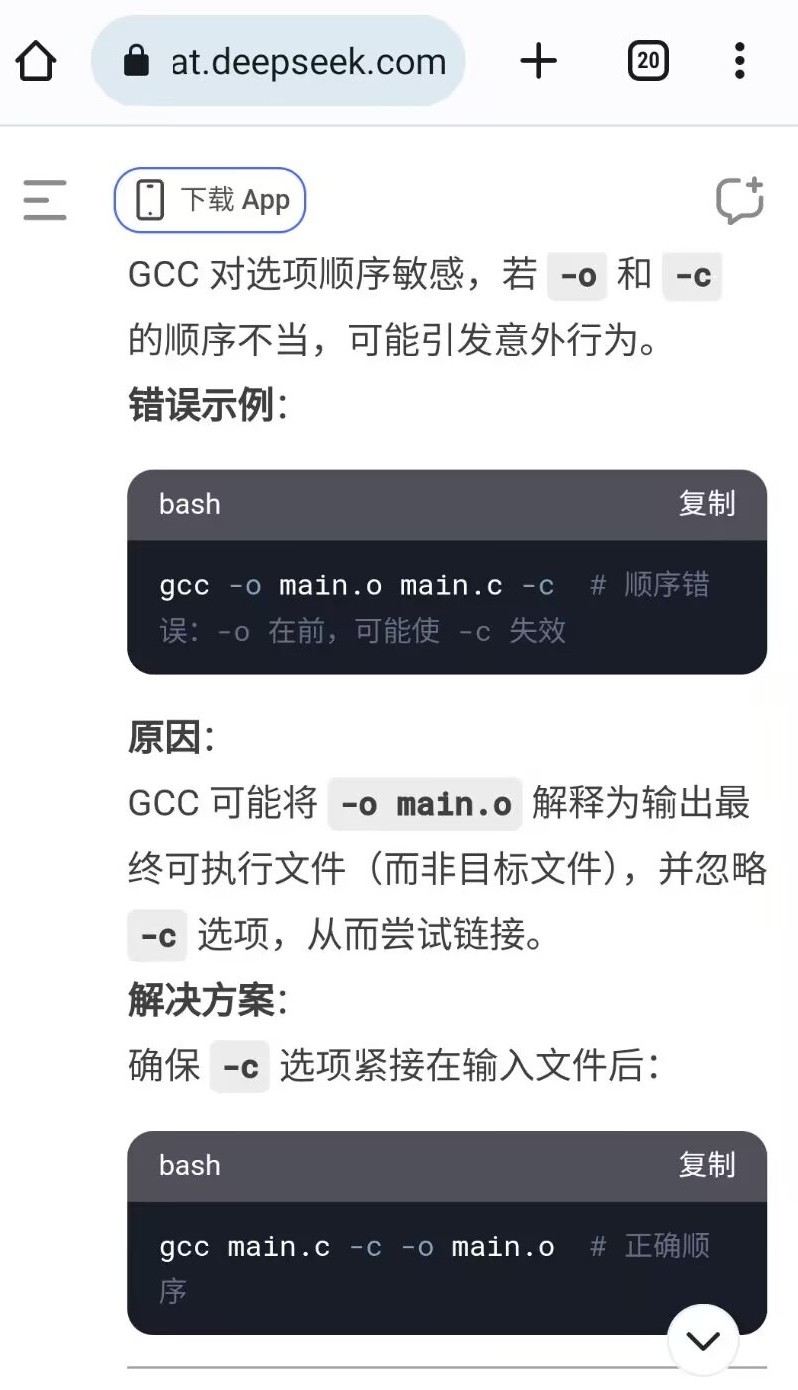 at.deepseek.com
20
下载 App
GCC 对选项顺序敏感，若 -o 和 -c
的顺序不当，可能引发意外行为。
错误示例：
bash 复制
gcc -o main.o main.c -c  # 顺序错
误：-o 在前，可能使 -c 失效
原因：
GCC 可能将 -o main.o 解释为输出最
终可执行文件（而非目标文件），并忽略
-c 选项，从而尝试链接。
解决方案：
确保 -c 选项紧接在输入文件后：
bash 复制
gcc main.c -c -o main.o  # 正确顺
序